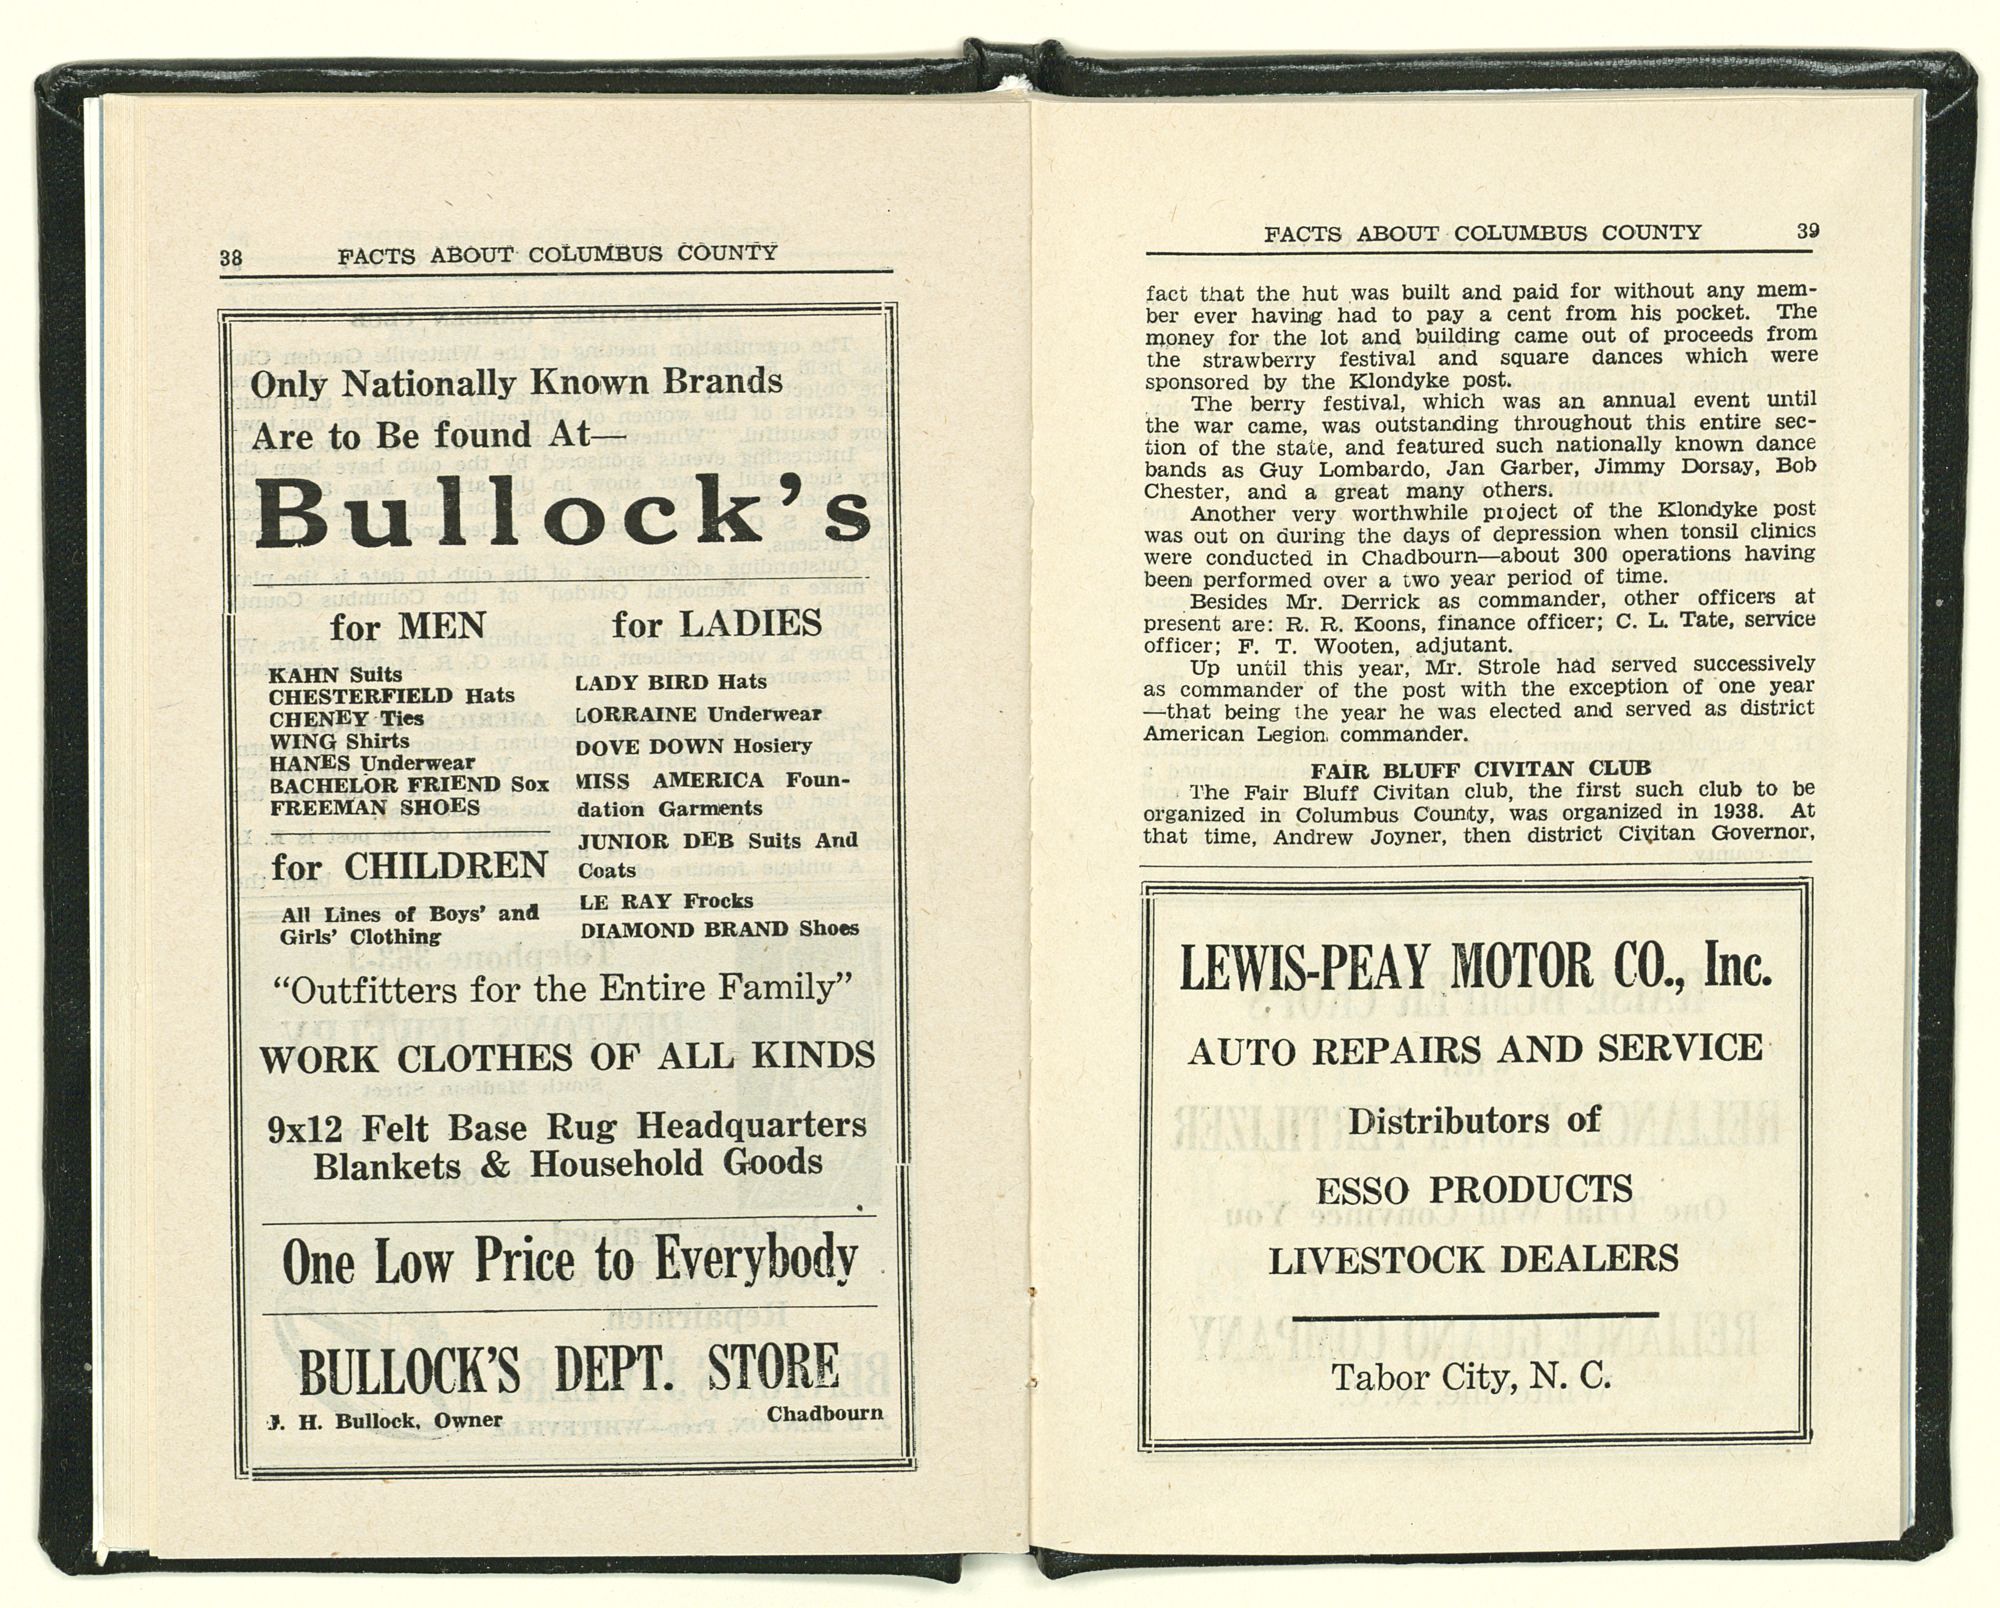 38 FACTS ABOUT COLUMBUS COUNTY
Only Nationally Known Brands
Are to Be found At—
Bullock's
for MEN
KAHN Suits
CHESTERFIELD Hats
CHENEY Ties
WING Shirts
HANES Underwear
BACHELOR FRIEND Sox
FREEMAN SHOES
for CHILDREN
All Lines of Boys' and
Girls' Clothing
for LADIES
LADY BIRD Hats
LORRAINE Underwear
DOVE DOWN Hosiery
MISS AMERICA Foun-
dation Garments
JUNIOR DEB Suits And
Coats
LE RAY Frocks
DIAMOND BRAND Shoes
"Outfitters for the Entire Family"
WORK CLOTHES OF ALL KINDS
9x12 Felt Base Rug Headquarters
Blankets & Household Goods
One Low Price to Everybody
BULLOCK'S DEPT. STORE
J. H. Bullock, Owner Chadbourn
FACTS ABOUT COLUMBUS COUNTY 39
fact that the hut was built and paid for without any mem-
ber ever having had to pay a cent from his pocket. The
money for the lot and building came out of proceeds from
the strawberry festival and square dances which were
sponsored by the Klondyke post.
The berry festival, which was an annual event until
the war came, was outstanding throughout this entire sec-
tion of the state, and featured such nationally known dance
bands as Guy Lombardo, Jan Garber, Jimmy Dorsay, Bob
Chester, and a great many others.
Another very worthwhile project of the Klondyke post
was out on during the days of depression when tonsil clinics
were conducted in Chadbourn—about 300 operations having
been performed over a two year period of time.
Besides Mr. Derrick as commander, other officers at
present are: R. R. Koons, finance officer; C. L. Tate, service
officer; F. T. Wooten, adjutant.
Up until this year, Mr. Strole had served successively
as commander of the post with the exception of one year
—that being the year he was elected and served as district
American Legion commander.
FAIR BLUFF CIVITAN CLUB
The Fair Bluff Civitan club, the first such club to be
organized in Columbus County, was organized in 1938. At
that time, Andrew Joyner, then district Civitan Governor,
LEWIS-PEAY MOTOR CO., Inc.
AUTO REPAIRS AND SERVICE
Distributors of
ESSO PRODUCTS
LIVESTOCK DEALERS
Tabor City, N. C.